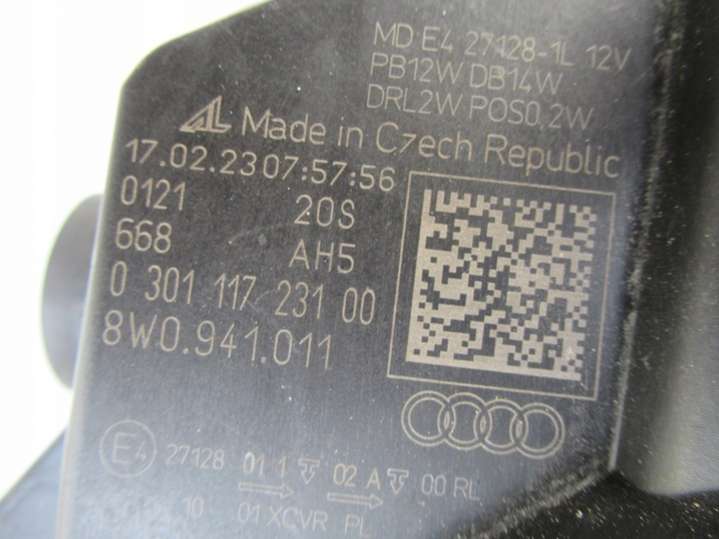 MD E4 27128-1L 12V
PB12W DB14W
DRL2W POS0.2W
AL Made in Czech Republic
17.02.23 07:57:56
0121 20S
668 AH5
0 301 117 231 00
8W0.941.011
E4 27128 01 1 02 A 00 RL
10 01 XCVR PL